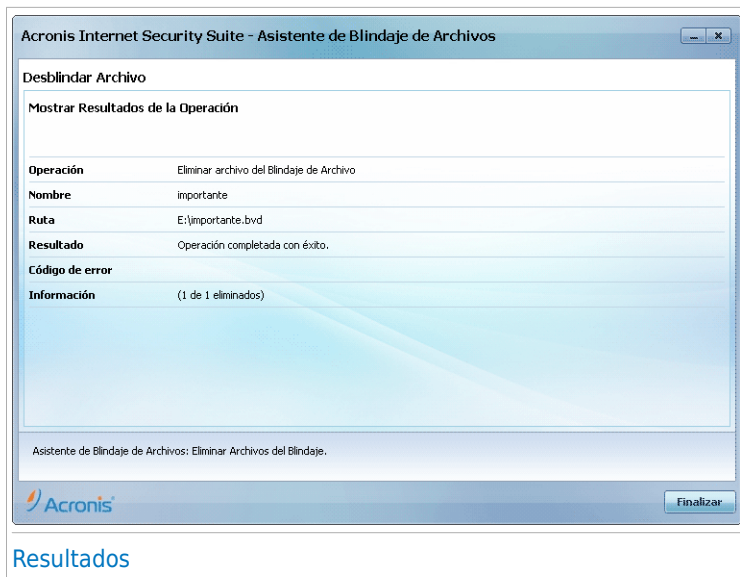 Acronis Internet Security Suite - Asistente de Blindaje de Archivos
Desblindar Archivo
Mostrar Resultados de la Operación
Operación Eliminar archivo del Blindaje de Archivo
Nombre importante
Ruta E:\importante.bvd
Resultado Operación completada con éxito.
Código de error
Información (1 de 1 eliminados)
Asistente de Blindaje de Archivos: Eliminar Archivos del Blindaje.
Acronis
Finalizar
Resultados